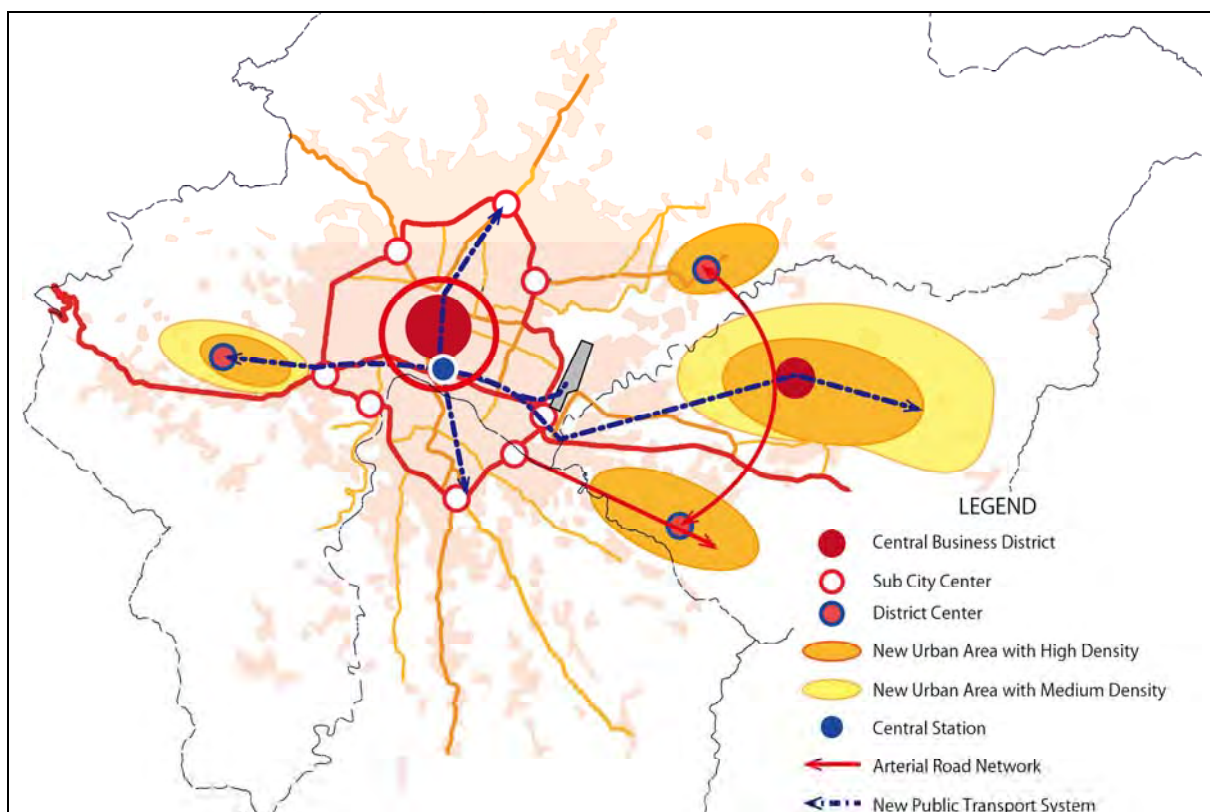 LEGEND
Central Business District
Sub City Center
District Center
New Urban Area with High Density
New Urban Area with Medium Density
Central Station
Arterial Road Network
New Public Transport System